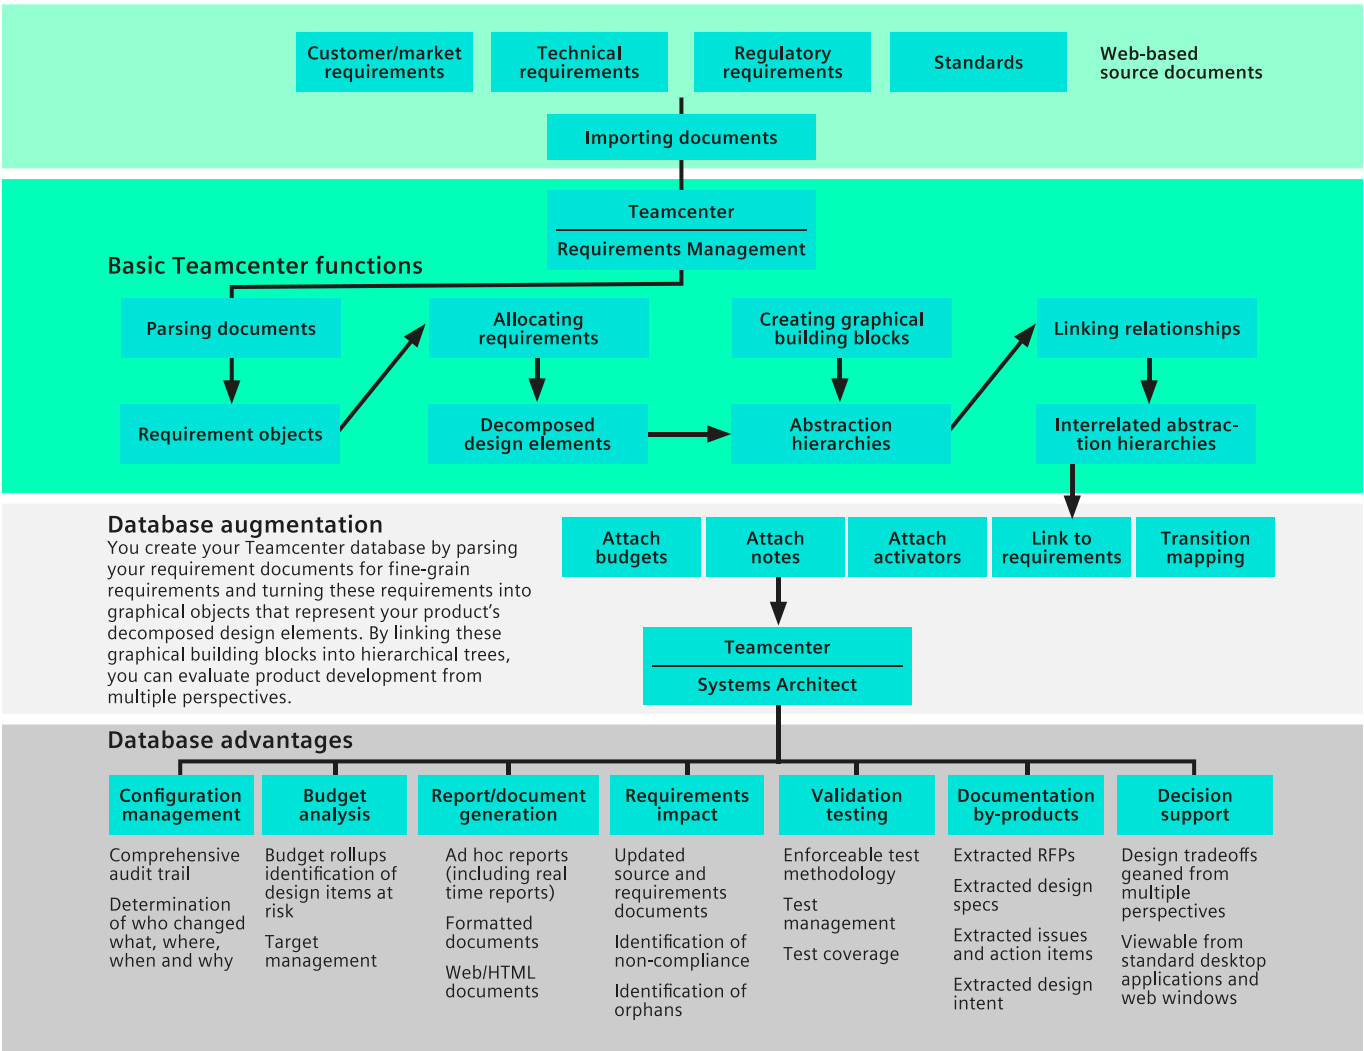 Customer/market
requirements
Technical
requirements
Regulatory
requirements
Standards
Web-based
source documents
Importing documents
Teamcenter
Requirements Management
Basic Teamcenter functions
Parsing documents
Allocating
requirements
Creating graphical
building blocks
Linking relationships
Requirement objects
Decomposed
design elements
Abstraction
hierarchies
Interrelated abstrac-
tion hierarchies
Database augmentation
You create your Teamcenter database by parsing
your requirement documents for fine-grain
requirements and turning these requirements into
graphical objects that represent your product's
decomposed design elements. By linking these
graphical building blocks into hierarchical trees,
you can evaluate product development from
multiple perspectives.
Attach
budgets
Attach
notes
Attach
activators
Link to
requirements
Transition
mapping
Teamcenter
Systems Architect
Database advantages
Configuration
management
Comprehensive
audit trail
Determination
of who changed
what, where,
when and why
Budget
analysis
Budget rollups
identification of
design items at
risk
Target
management
Report/document
generation
Ad hoc reports
(including real
time reports)
Formatted
documents
Web/HTML
documents
Requirements
impact
Updated
source and
requirements
documents
Identification of
non-compliance
Identification of
orphans
Validation
testing
Enforceable test
methodology
Test
management
Test coverage
Documentation
by-products
Extracted RFPs
Extracted design
specs
Extracted issues
and action items
Extracted design
intent
Decision
support
Design tradeoffs
geaned from
multiple
perspectives
Viewable from
standard desktop
applications and
web windows